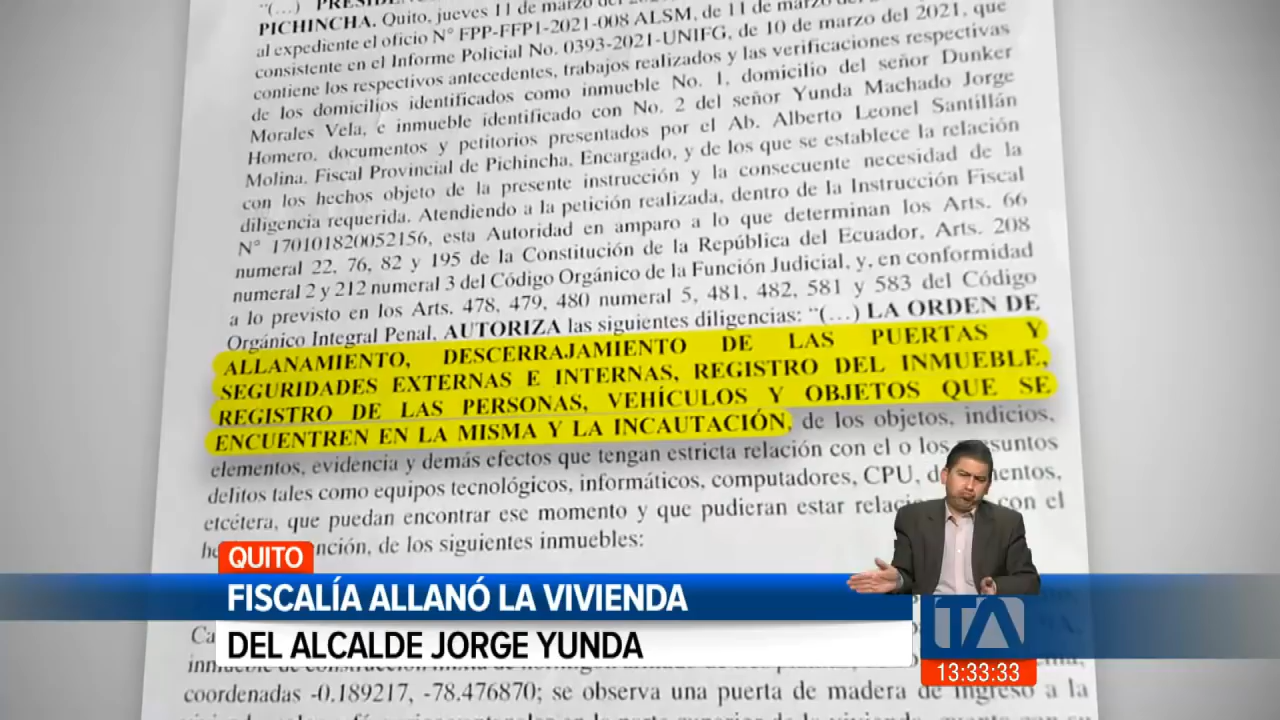 "(...)
PICHINCHA. Quito, jueves 11 de marzo
al expediente el oficio N° FPP-FFP1-2021-008 ALSM, de 11 de marzo
consistente en el Informe Policial No. 0393-2021-UNIFG, de 10 de marzo de 2021, que
contiene los respectivos antecedentes, trabajos realizados y las verificaciones respectivas
de los domicilios identificados como inmueble No. 1, domicilio del señor Dunker
Morales Vela, e inmueble identificado con No. 2 del señor Yunda Machado Jorge
Homero, documentos y petitorios presentados por el Ab. Alberto Leonel Santillán
Molina, Fiscal Provincial de Pichincha, Encargado, y de los que se establece la relación
con los hechos objeto de la presente instrucción y la consecuente necesidad de la
diligencia requerida. Atendiendo a la petición realizada, dentro de la Instrucción Fiscal
N° 170101820052156, esta Autoridad en amparo a lo que determinan los Arts. 66
numeral 22, 76, 82 y 195 de la Constitución de la República del Ecuador, Arts. 208
numeral 2 y 212 numeral 3 del Código Orgánico de la Función Judicial, y, en conformidad
a lo previsto en los Arts. 478, 479, 480 numeral 5, 481, 482, 581 y 583 del Código
Orgánico Integral Penal, AUTORIZA las siguientes diligencias: "(...) LA ORDEN DE
ALLANAMIENTO, DESCERRAJAMIENTO DE LAS PUERTAS Y
SEGURIDADES EXTERNAS E INTERNAS, REGISTRO DEL INMUEBLE,
REGISTRO DE LAS PERSONAS, VEHÍCULOS Y OBJETOS QUE SE
ENCUENTREN EN LA MISMA Y LA INCAUTACIÓN, de los objetos, indicios,
elementos, evidencia y demás efectos que tengan estricta relación con el o los
delitos tales como equipos tecnológicos, informáticos, computadores, CPU,
etcétera, que puedan encontrar ese momento y que pudieran estar con el
de los siguientes inmuebles:
QUITO
FISCALÍA ALLANÓ LA VIVIENDA
DEL ALCALDE JORGE YUNDA
TA
13:33:33
coordenadas -0.189217, -78.476870; se observa una puerta de madera de ingreso a la